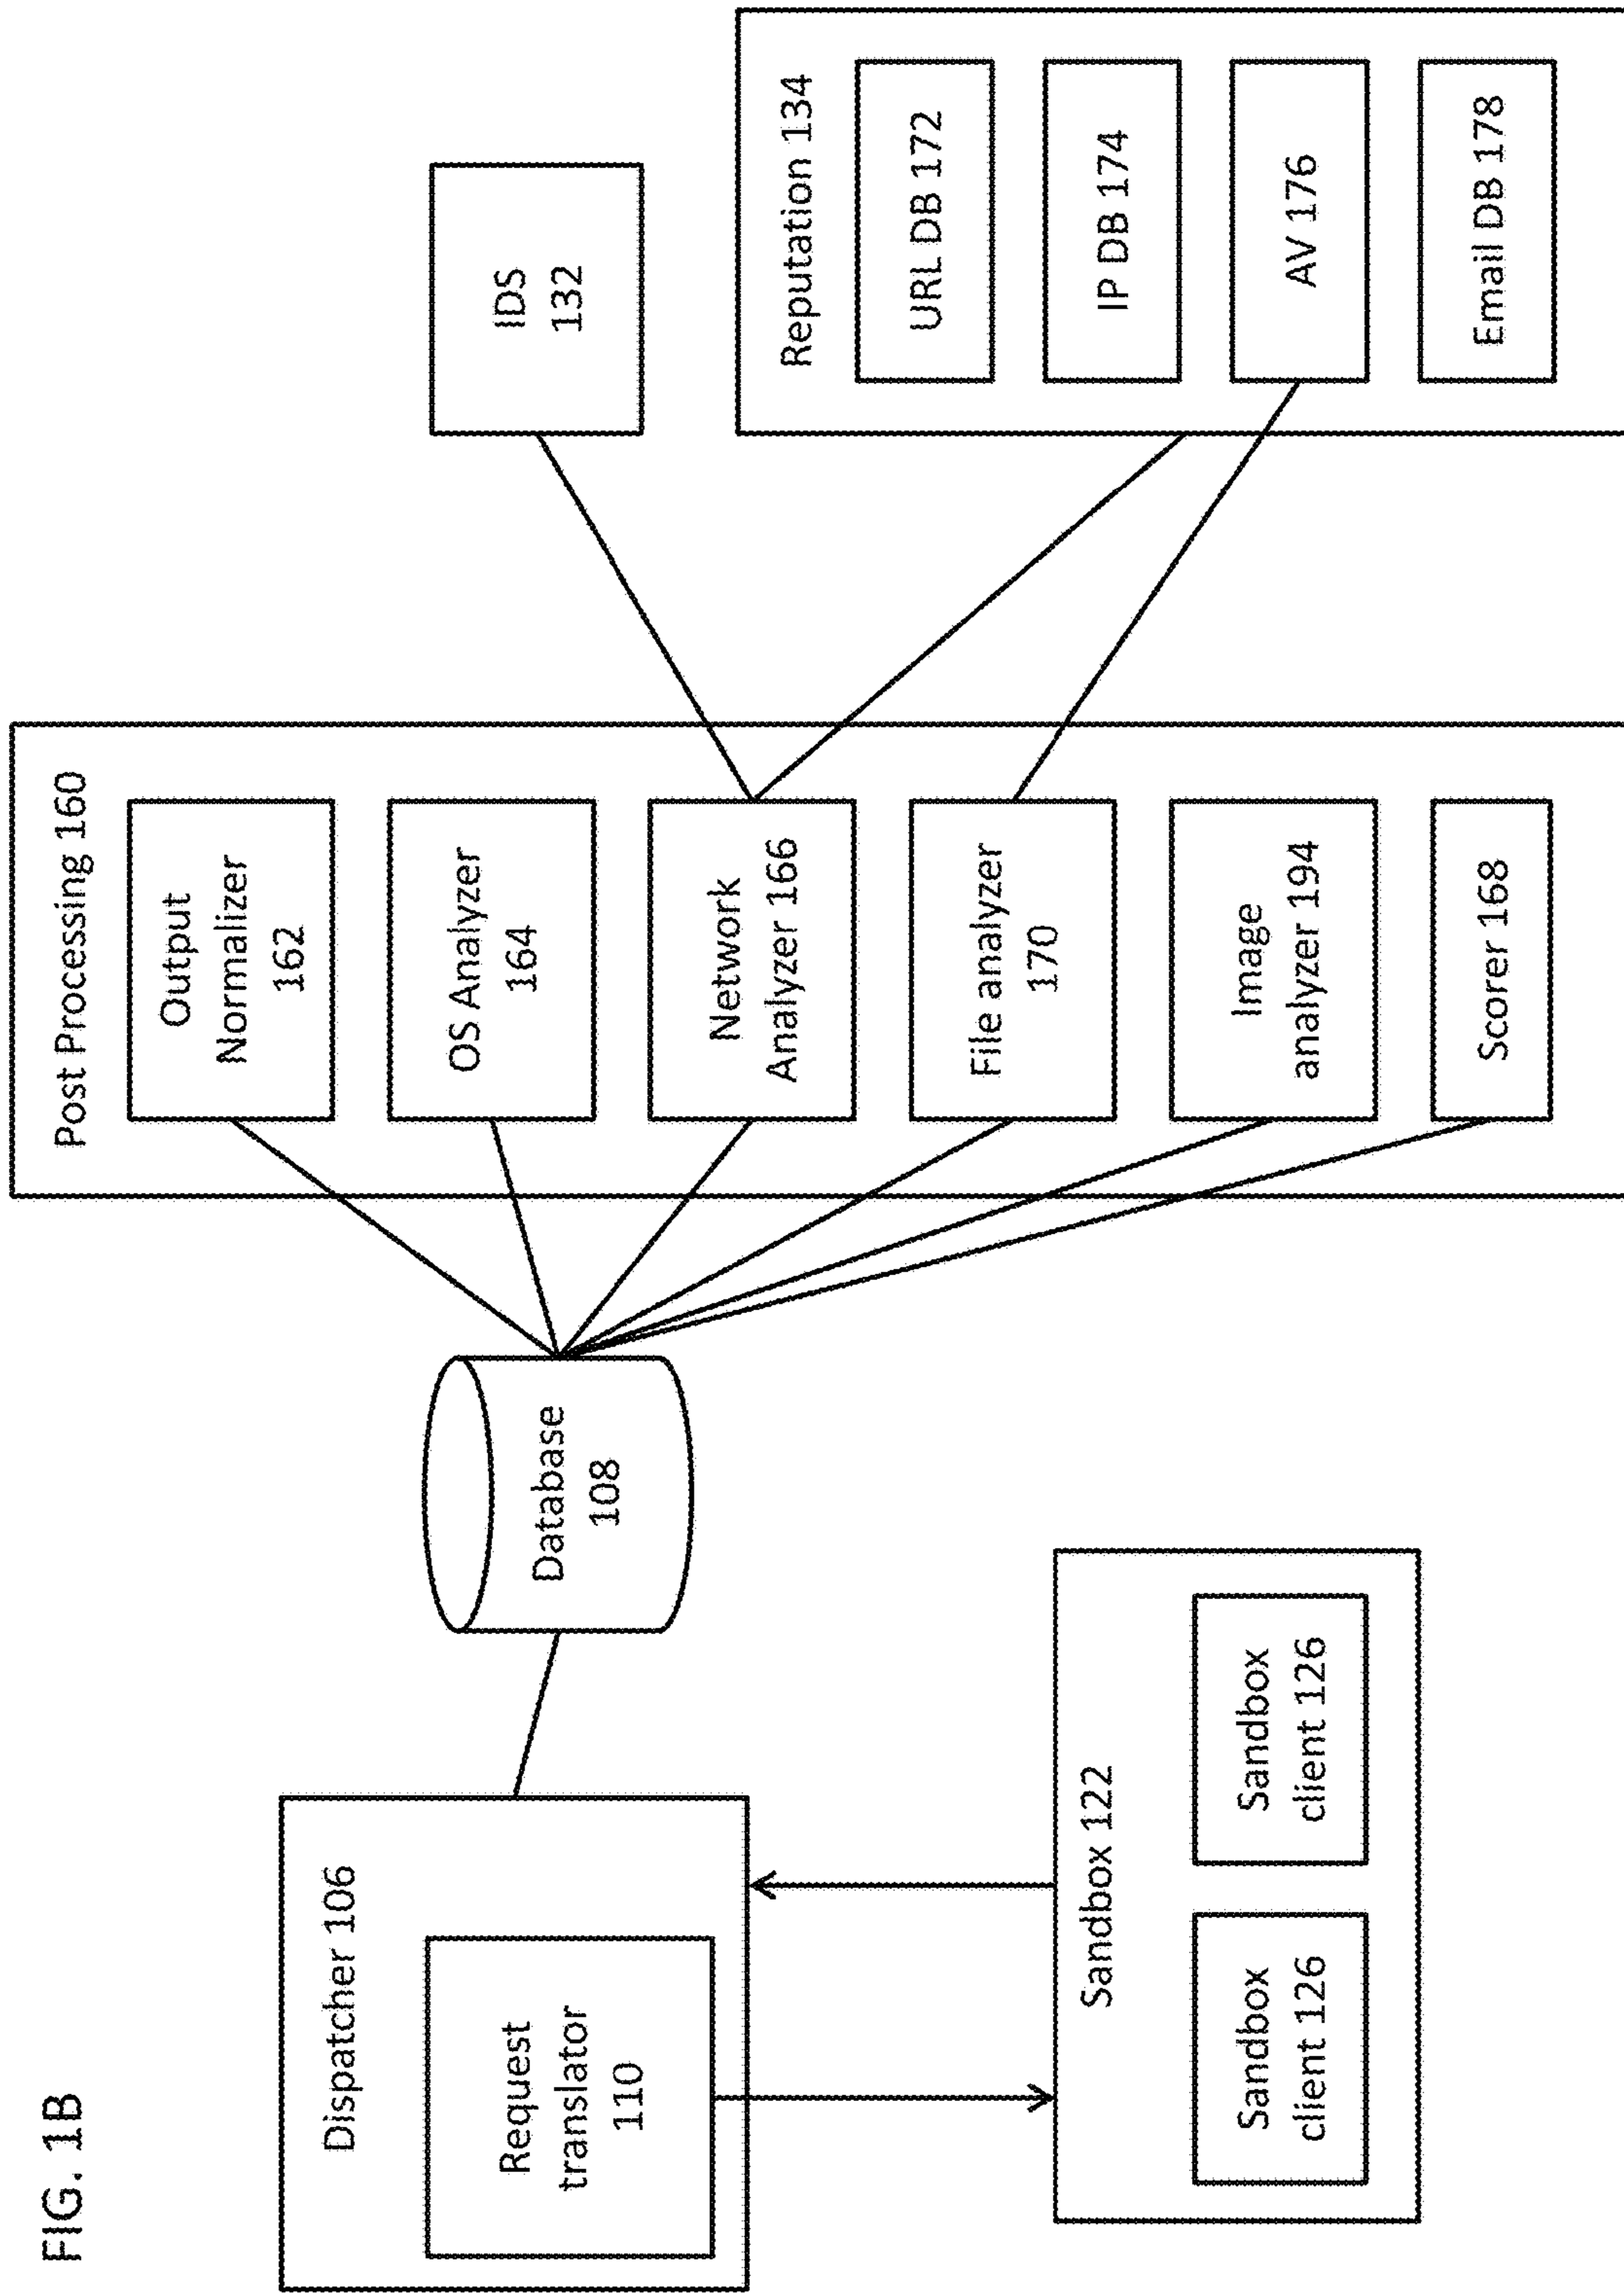 FIG. 1B
Dispatcher 106
Request
translator
110
Database
108
Sandbox 122
Sandbox
client 126
Sandbox
client 126
Post Processing 160
Output
Normalizer
162
OS Analyzer
164
Network
Analyzer 166
File analyzer
170
Image
analyzer 194
Scorer 168
IDS
132
Reputation 134
URL DB 172
IP DB 174
AV 176
Email DB 178